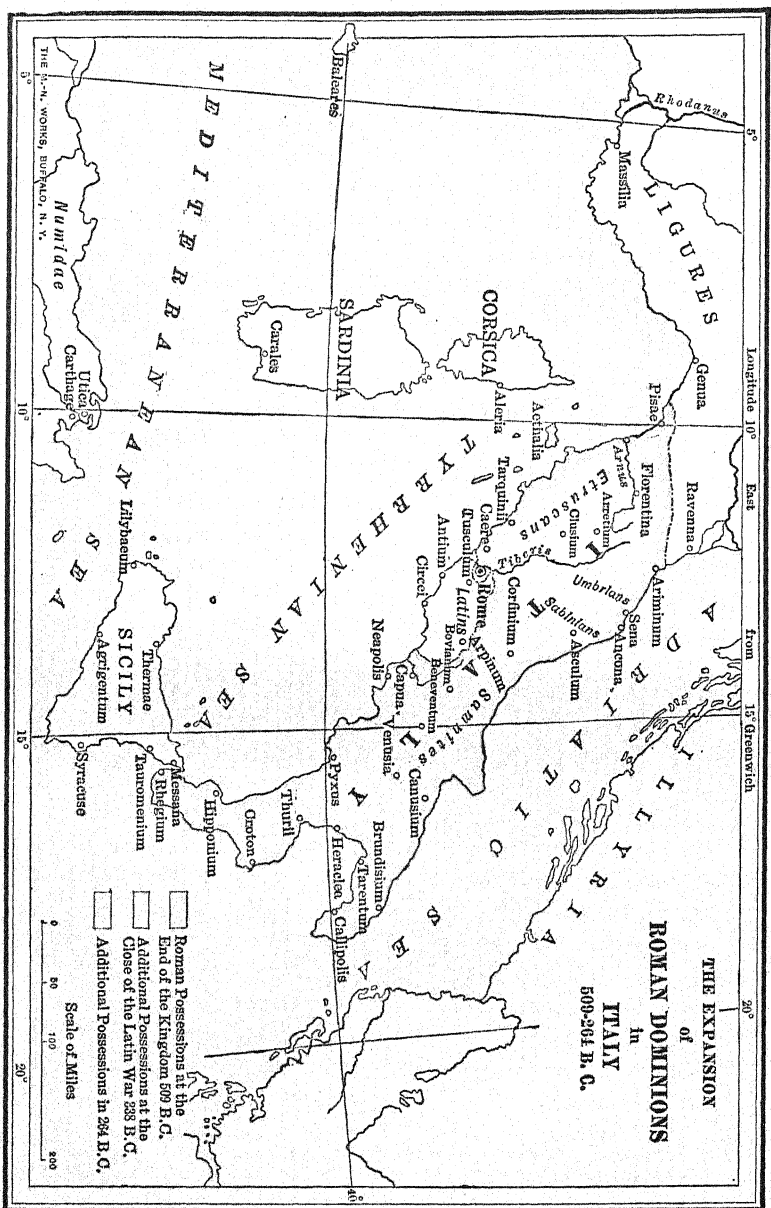 THE EXPANSION
of
ROMAN DOMINIONS
in
ITALY
509-264 B. C.
Longitude 10° East from 15° Greenwich
5°
20°
Rhodanus
LIGURES
Massilia
Genua
Pisae
Arnus
Florentina
Ravenna
Arretium
Clusium
Etruscans
Ariminum
Umbrians
Sena
Ancona
Sabinians
Asculum
ADRIATIC SEA
ILLYRIA
ITALY
Balcares
CORSICA
Aleria
Aethalia
Tarquinii
Caere
Tiberis
Rome
Tusculum
Latins
Antium
Circei
Corfinium
Arpinum
Bovianum
Samnites
Beneventum
Capua
Neapolis
Venusia
Canusium
SARDINIA
Carales
TYRRHENIAN SEA
Pyxus
Heraclea
Brundisium
Tarentum
Callipolis
Thurii
Croton
Hipponium
40°
MEDITERRANEAN SEA
Lilybaeum
SICILY
Thermae
Agrigentum
Messana
Rhegium
Tauromenium
Syracuse
Numidae
Utica
Carthage
5°
10°
15°
20°
Roman Possessions at the
End of the Kingdom 509 B.C.
Additional Possessions at the
Close of the Latin War 338 B.C.
Additional Possessions in 264 B.C.
0 50 100 200
Scale of Miles
THE M.-N. WORKS, BUFFALO, N. Y.